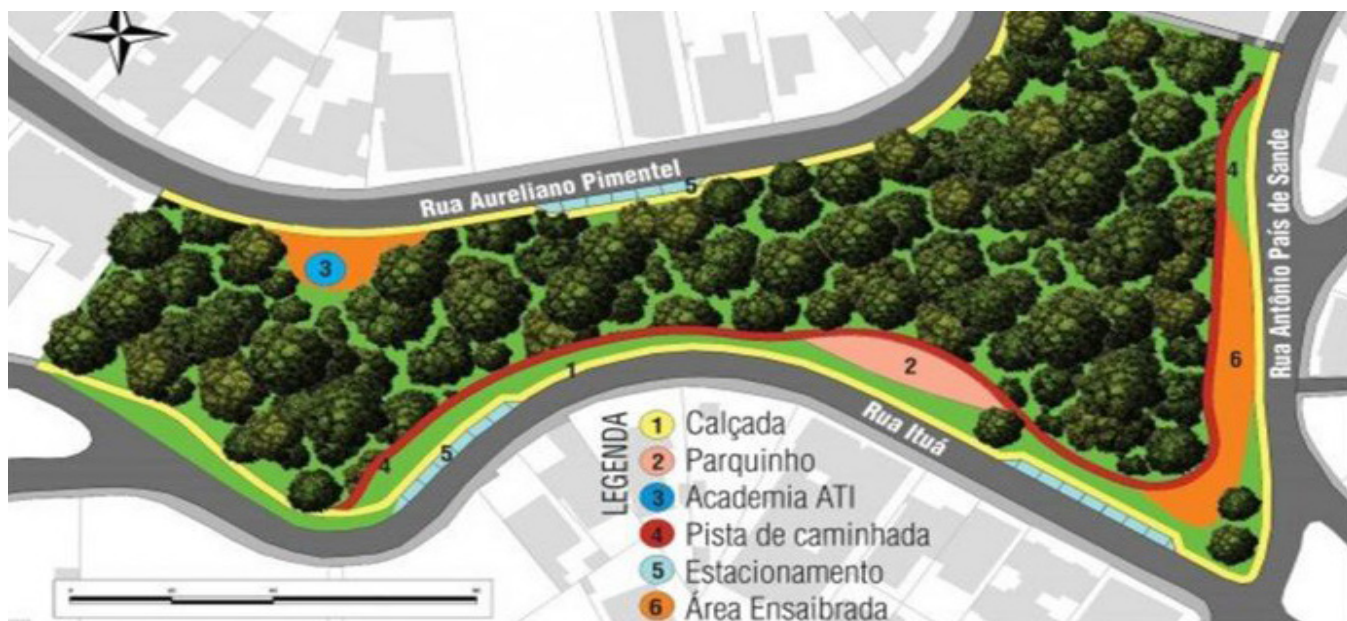 Rua Aureliano Pimentel
5
3
4
Rua Antônio País de Sande
6
2
1
Rua Ituá
4
5
LEGENDA
1 Calçada
2 Parquinho
3 Academia ATI
4 Pista de caminhada
5 Estacionamento
6 Área Ensaibrada